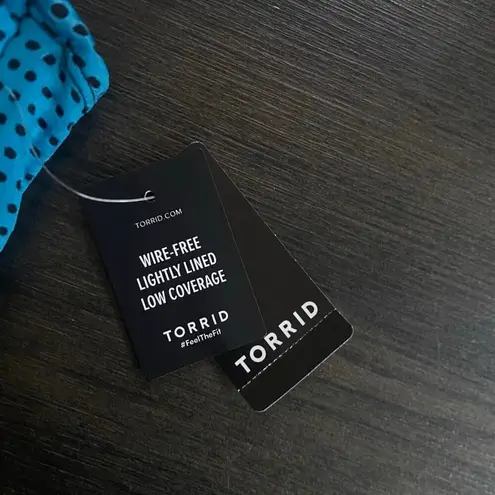 TORRID.COM
WIRE-FREE
LIGHTLY LINED
LOW COVERAGE
TORRID
#FeelTheFit
TORRID